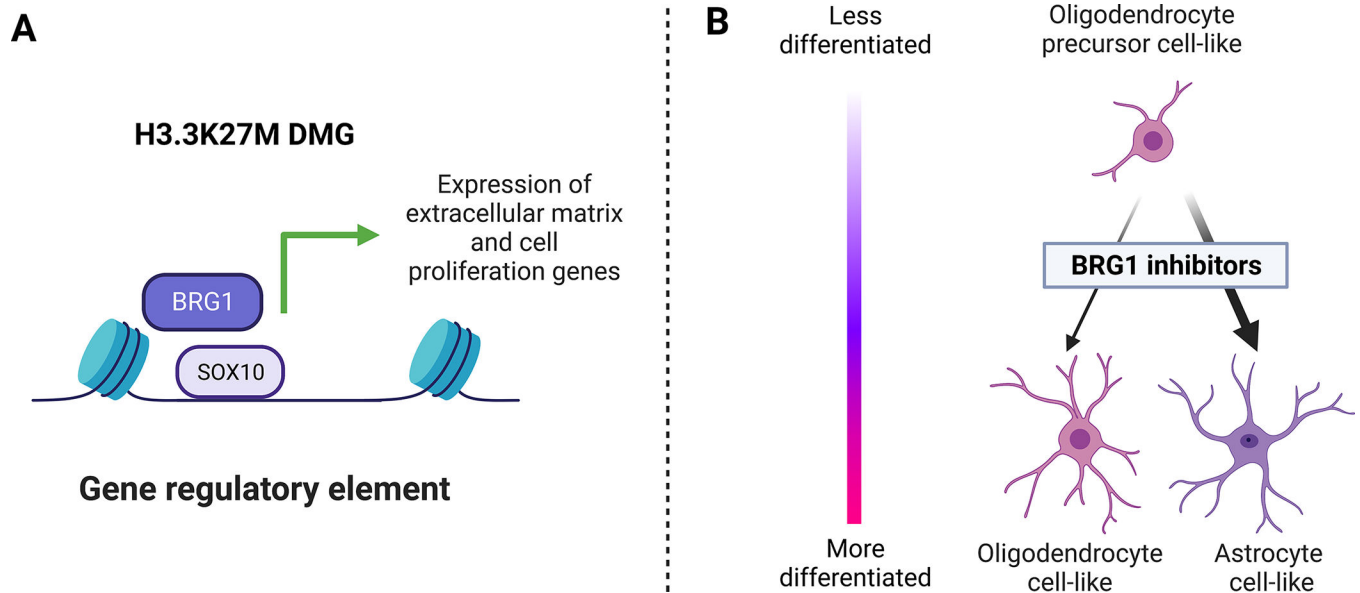 A
H3.3K27M DMG
Expression of
extracellular matrix
and cell
proliferation genes
BRG1
SOX10
Gene regulatory element
B
Less
differentiated
Oligodendrocyte
precursor cell-like
BRG1 inhibitors
More
differentiated
Oligodendrocyte
cell-like
Astrocyte
cell-like